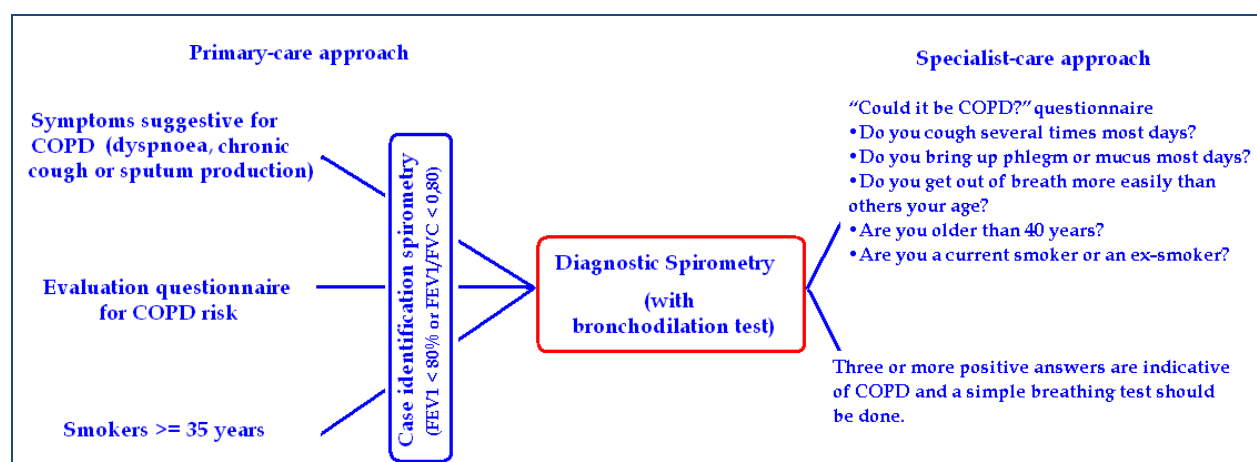 Primary-care approach
Symptoms suggestive for
COPD (dyspnoea, chronic
cough or sputum production)
Evaluation questionnaire
for COPD risk
Smokers >= 35 years
Case identification spirometry
(FEV1 < 80% or FEV1/FVC < 0,80)
Diagnostic Spirometry
(with
bronchodilation test)
Specialist-care approach
“Could it be COPD?” questionnaire
•Do you cough several times most days?
•Do you bring up phlegm or mucus most days?
•Do you get out of breath more easily than
others your age?
•Are you older than 40 years?
•Are you a current smoker or an ex-smoker?
Three or more positive answers are indicative
of COPD and a simple breathing test should
be done.